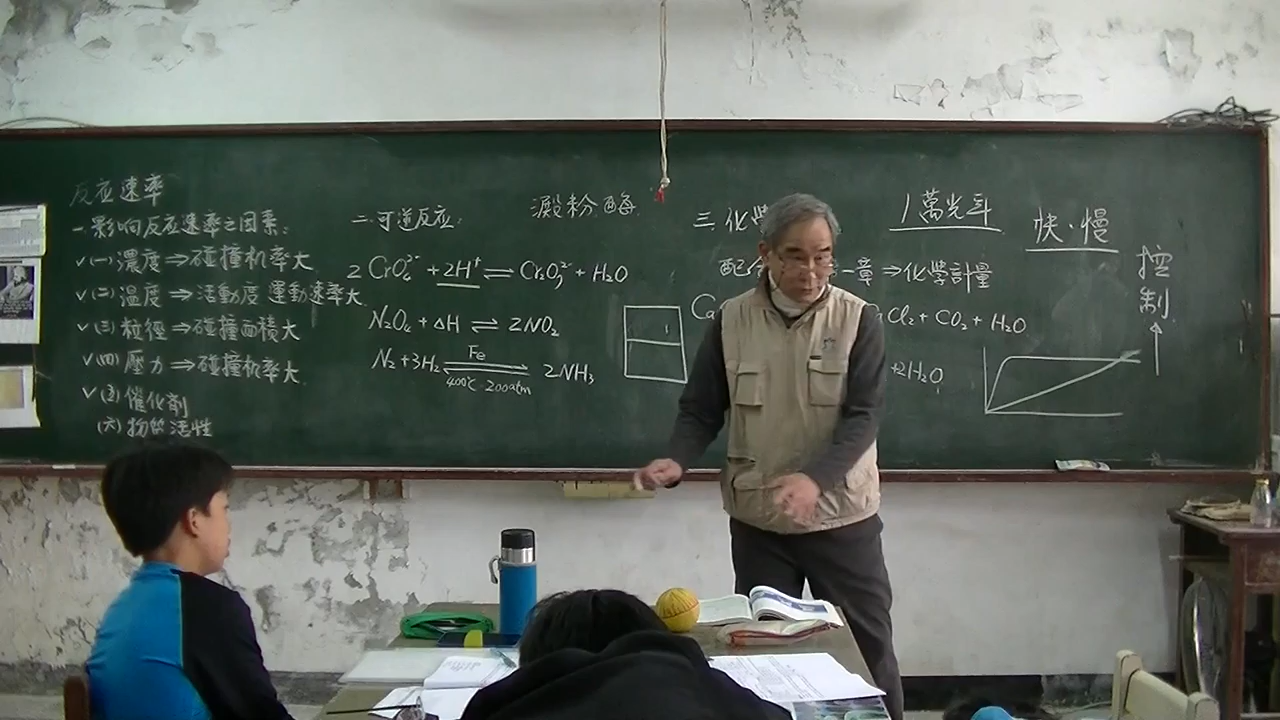 反应速率
一.影响反应速率之因素:
v(一)濃度⇒碰撞机率大
v(二)温度⇒活動度 運動速率大
v(三)粒徑⇒碰撞面積大
v(四)壓力⇒碰撞机率大
v(五)催化劑
(六)物质活性
二.可逆反应:
澱粉酶
2CrO₄²⁻ + 2H⁺ ⇌ Cr₂O₇²⁻ + H₂O
N₂O₄ + ΔH ⇌ 2NO₂
Fe
N₂+3H₂ ⇌ 2NH₃
400℃ 200atm
三.化學
1萬光年
快.慢
控制
章⇒化學計量
Cl₂ + CO₂ + H₂O
+2H₂O